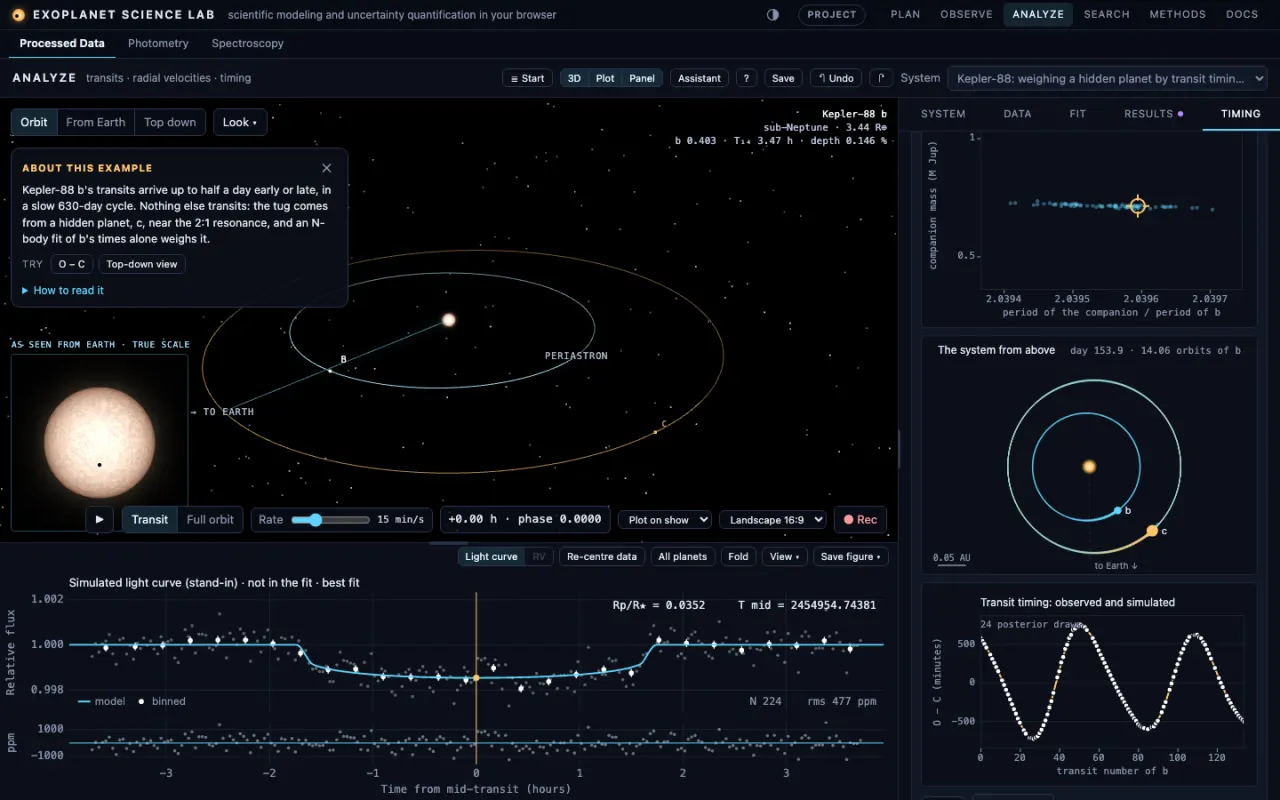 EXOPLANET SCIENCE LAB scientific modeling and uncertainty quantification in your browser PROJECT PLAN OBSERVE ANALYZE SEARCH METHODS DOCS
Processed Data Photometry Spectroscopy
ANALYZE transits · radial velocities · timing ≡ Start 3D Plot Panel Assistant ? Save ↰ Undo ↱ System Kepler-88: weighing a hidden planet by transit timin...
Orbit From Earth Top down Look ▾
Kepler-88 b
sub-Neptune · 3.44 R⊕
b 0.403 · T₁₄ 3.47 h · depth 0.146 %
ABOUT THIS EXAMPLE
Kepler-88 b's transits arrive up to half a day early or late, in
a slow 630-day cycle. Nothing else transits: the tug comes
from a hidden planet, c, near the 2:1 resonance, and an N-
body fit of b's times alone weighs it.
TRY O – C Top-down view
▶ How to read it
AS SEEN FROM EARTH · TRUE SCALE
B
PERIASTRON
→ TO EARTH
C
▶ Transit Full orbit Rate 15 min/s +0.00 h · phase 0.0000 Plot on show Landscape 16:9 Rec
Light curve RV Re-centre data All planets Fold View ▾ Save figure ▾
Simulated light curve (stand-in) · not in the fit · best fit
Rp/R★ = 0.0352 T mid = 2454954.74381
1.002
1.000
0.998
Relative flux
model binned
N 224 rms 477 ppm
1000
-1000
ppm
−3 −2 −1 0 1 2 3
Time from mid-transit (hours)
SYSTEM DATA FIT RESULTS TIMING
1.
0.5
companion mass (M Jup)
2.0394 2.0395 2.0396 2.0397
period of the companion / period of b
The system from above day 153.9 · 14.06 orbits of b
b
c
0.05 AU
to Earth ↓
Transit timing: observed and simulated
24 posterior draws
500
0
−500
O − C (minutes)
0 20 40 60 80 100 120
transit number of b